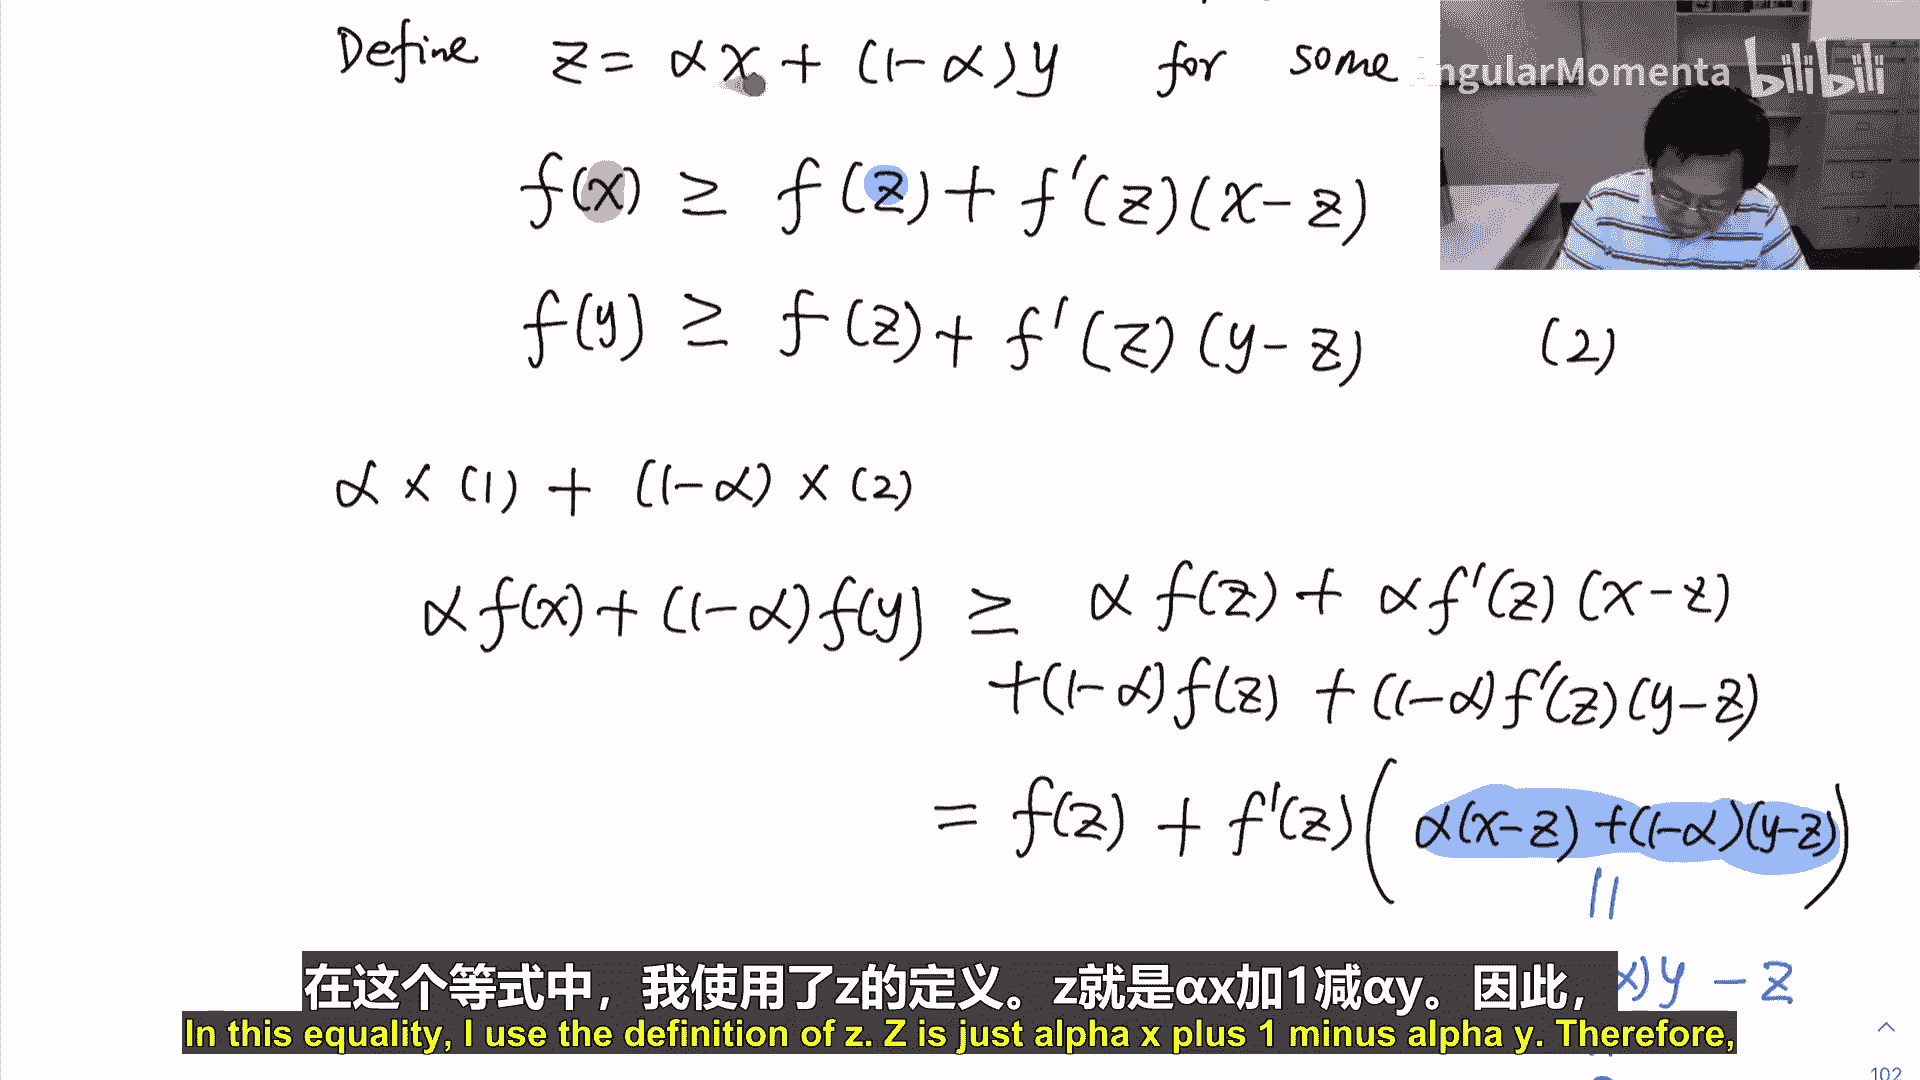 Define z = αx + (1-α)y for some
ngularMomenta bilibili
f(x) ≥ f(z) + f'(z)(x-z)
f(y) ≥ f(z) + f'(z)(y-z) (2)
α × (1) + (1-α) × (2)
αf(x) + (1-α)f(y) ≥ αf(z) + αf'(z)(x-z)
+(1-α)f(z) + (1-α)f'(z)(y-z)
= f(z) + f'(z)(α(x-z)+(1-α)(y-z))
||
)y - z
在这个等式中，我使用了z的定义。z就是αx加1减αy。因此，
In this equality, I use the definition of z. Z is just alpha x plus 1 minus alpha y. Therefore,
102